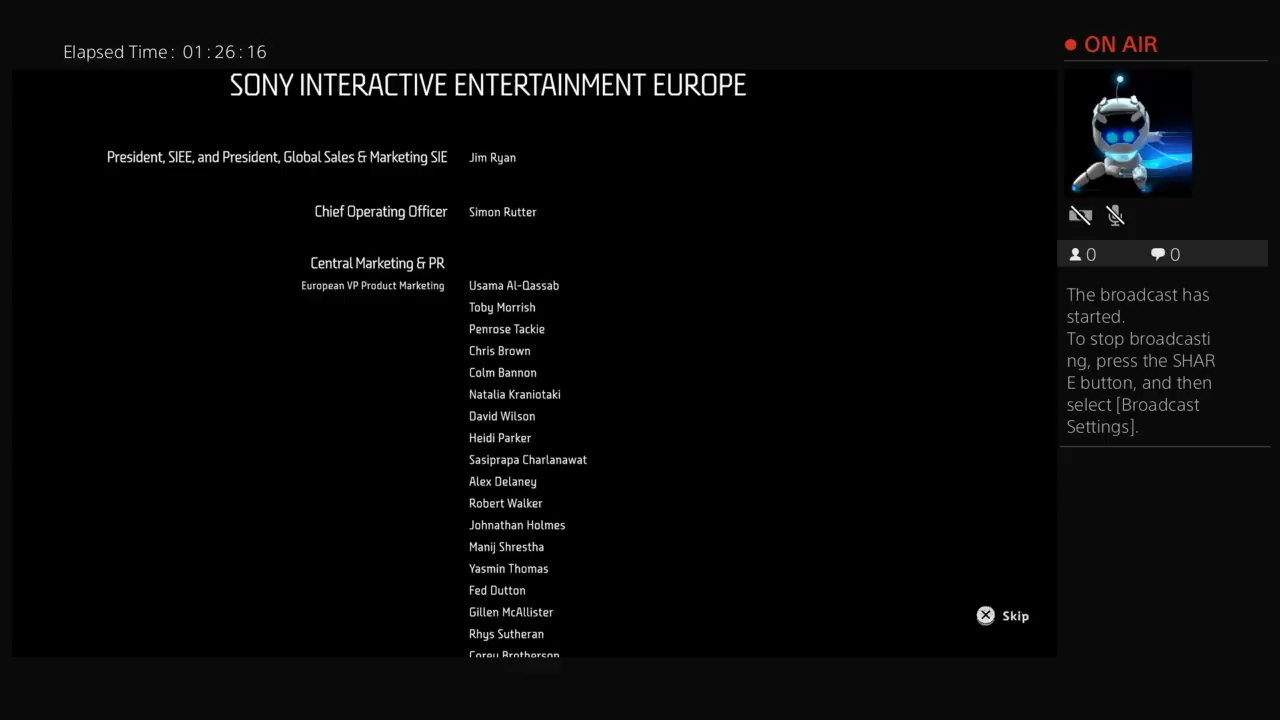 Elapsed Time: 01:26:16
ON AIR
SONY INTERACTIVE ENTERTAINMENT EUROPE
President, SIEE, and President, Global Sales & Marketing SIE Jim Ryan
Chief Operating Officer Simon Rutter
Central Marketing & PR
European VP Product Marketing Usama Al-Qassab
Toby Morrish
Penrose Tackie
Chris Brown
Colm Bannon
Natalia Kraniotaki
David Wilson
Heidi Parker
Sasiprapa Charlanawat
Alex Delaney
Robert Walker
Johnathan Holmes
Manij Shrestha
Yasmin Thomas
Fed Dutton
Gillen McAllister
Rhys Sutheran
Corey Brotherson
Skip
0 0
The broadcast has
started.
To stop broadcasti
ng, press the SHAR
E button, and then
select [Broadcast
Settings].